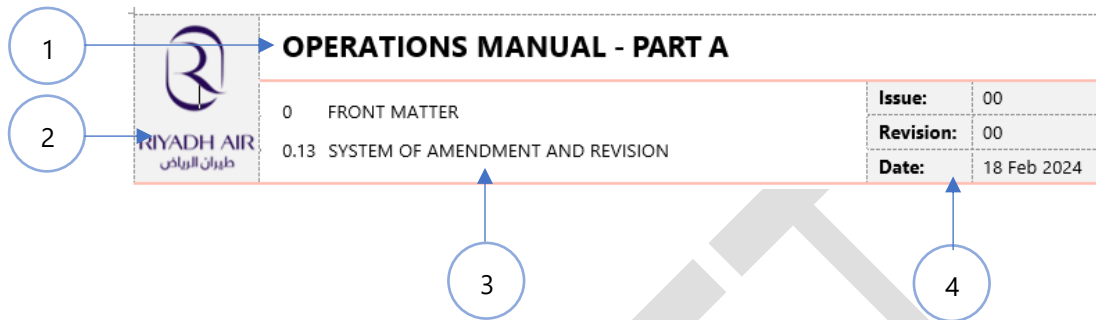 1
OPERATIONS MANUAL - PART A
2
RIYADH AIR
طيران الرياض
0 FRONT MATTER
0.13 SYSTEM OF AMENDMENT AND REVISION
Issue: 00
Revision: 00
Date: 18 Feb 2024
3
4